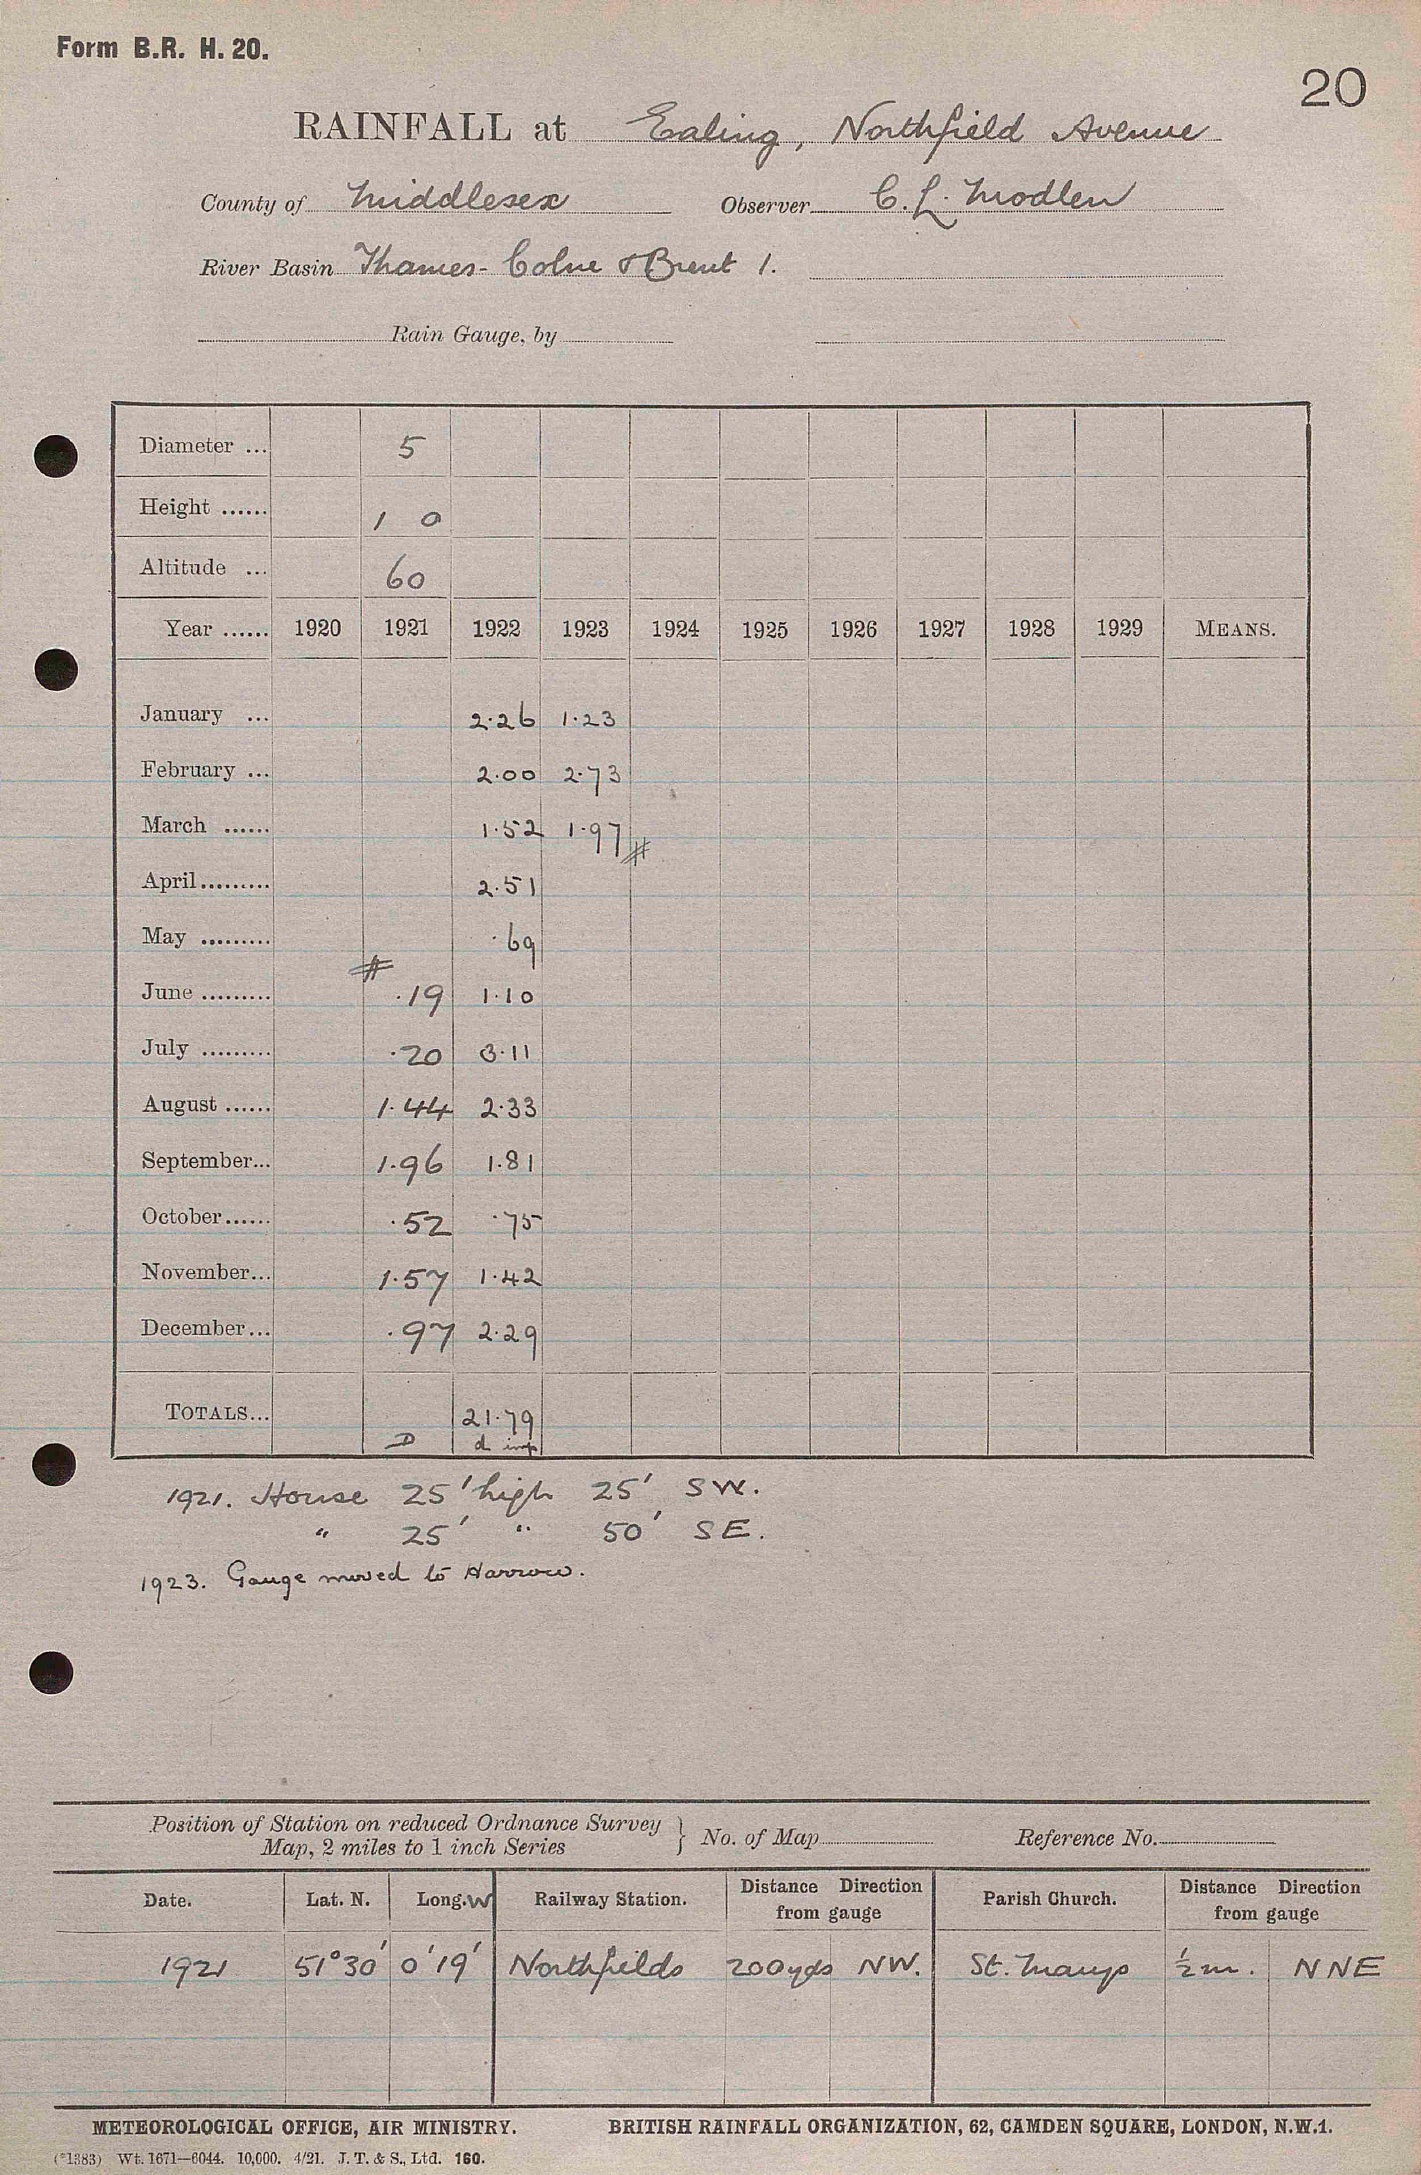 Form B.R. H. 20.
20
RAINFALL at Ealing, Northfield Avenue
County of Middlesex Observer C. L. Modlen
River Basin Thames - Colne & Brent 1.
Rain Gauge, by
Diameter ... 5
Height ...... 1 0
Altitude ... 60
Year ...... 1920 1921 1922 1923 1924 1925 1926 1927 1928 1929 MEANS.
January ... 2.26 1.23
February ... 2.00 2.73
March ...... 1.52 1.97 #
April ......... 2.51
May ......... .69
#
June ......... .19 1.10
July ......... .20 3.11
August ...... 1.44 2.33
September... 1.96 1.81
October...... .52 .75
November... 1.57 1.42
December... .97 2.29
TOTALS... 21.79
D d imp
1921. House 25' high 25' SW.
" 25' " 50' SE.
1923. Gauge moved to Harrow.
Position of Station on reduced Ordnance Survey
Map, 2 miles to 1 inch Series } No. of Map Reference No.
Date. Lat. N. Long. W Railway Station. Distance Direction from gauge Parish Church. Distance Direction from gauge
1921 51°30' 0'19' Northfields 200yds NW. St. Marys ½m. NNE
METEOROLOGICAL OFFICE, AIR MINISTRY. BRITISH RAINFALL ORGANIZATION, 62, CAMDEN SQUARE, LONDON, N.W.1.
(*1383) Wt. 1671—6044. 10,000. 4/21. J. T. & S., Ltd. 160.